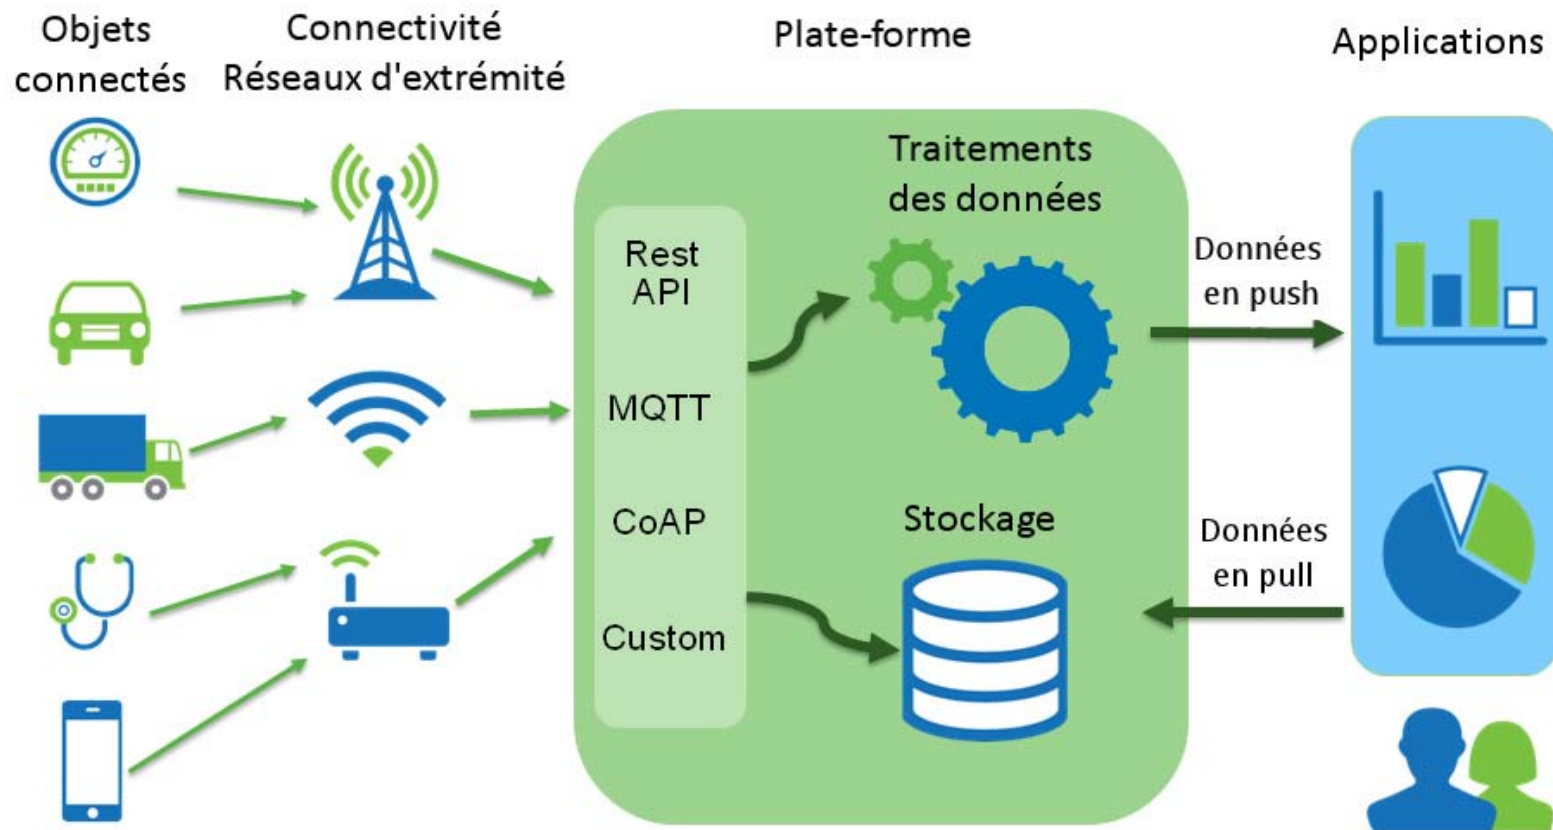 Objets
connectés
Connectivité
Réseaux d'extrémité
Plate-forme
Applications
Rest
API
MQTT
CoAP
Custom
Traitements
des données
Stockage
Données
en push
Données
en pull